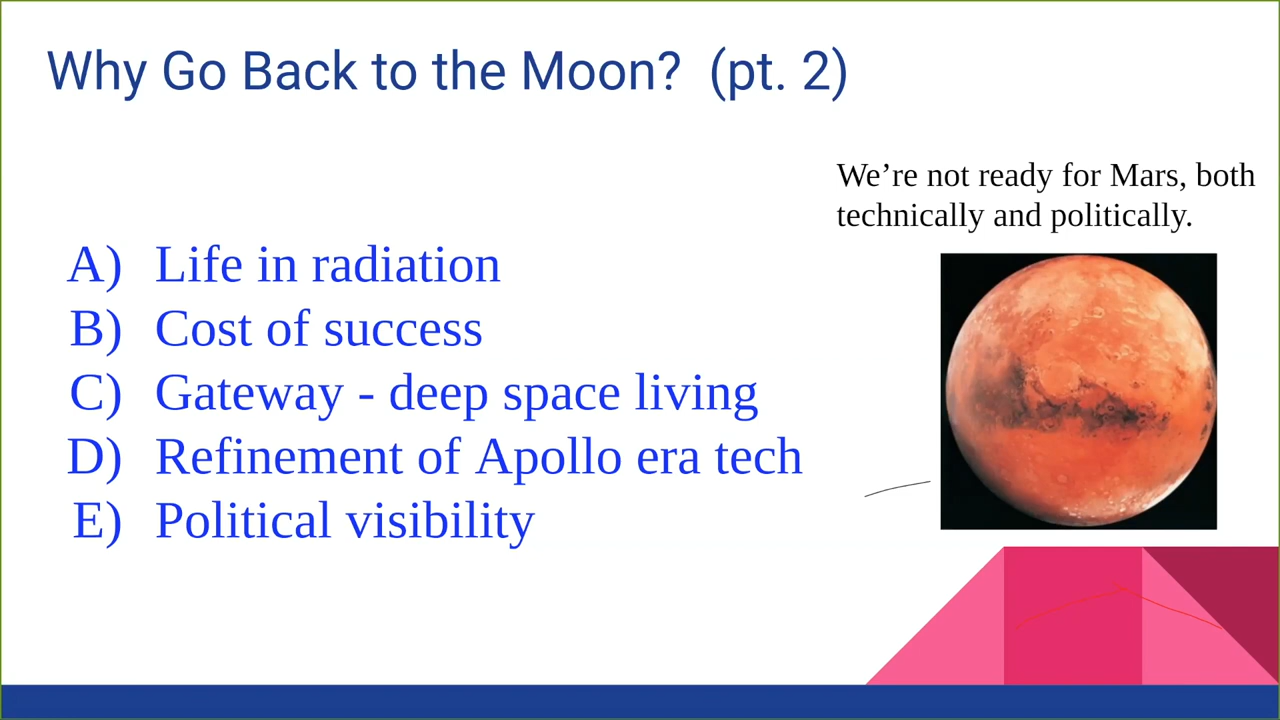 Why Go Back to the Moon? (pt. 2)
We’re not ready for Mars, both
technically and politically.
A) Life in radiation
B) Cost of success
C) Gateway - deep space living
D) Refinement of Apollo era tech
E) Political visibility